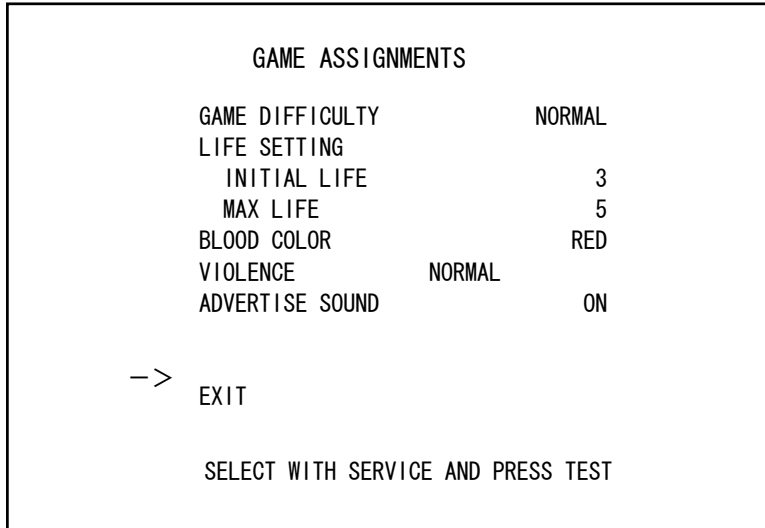 GAME ASSIGNMENTS
GAME DIFFICULTY NORMAL
LIFE SETTING
INITIAL LIFE 3
MAX LIFE 5
BLOOD COLOR RED
VIOLENCE NORMAL
ADVERTISE SOUND ON
->
EXIT
SELECT WITH SERVICE AND PRESS TEST